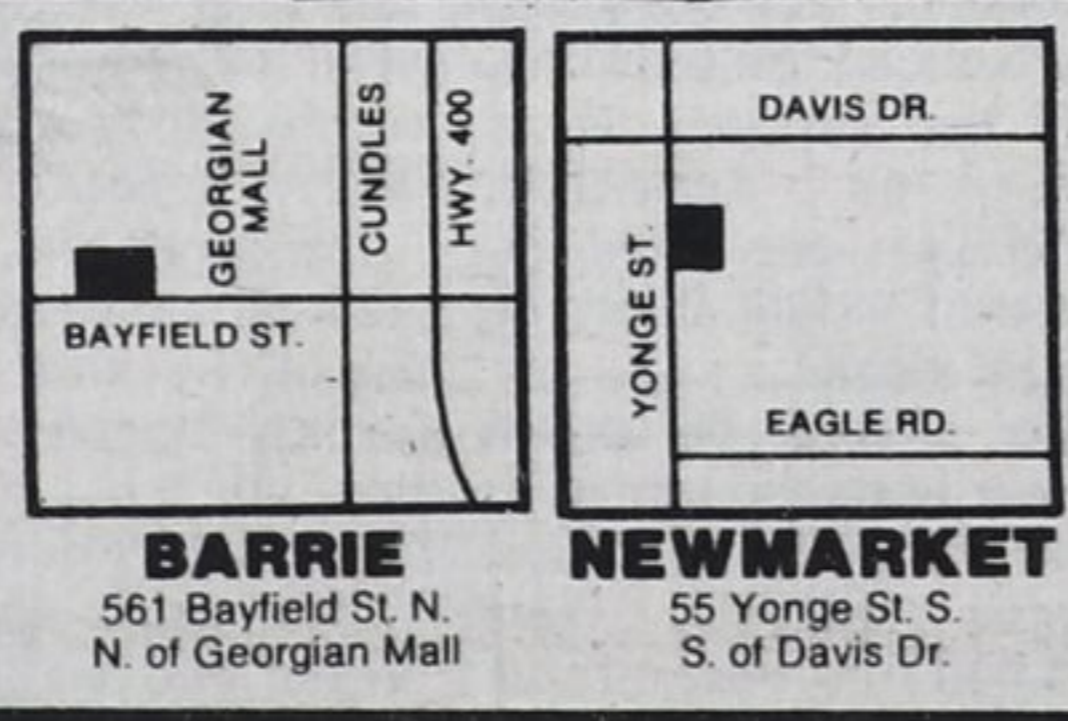 GEORGIAN
MALL
CUNDLES
HWY. 400
BAYFIELD ST.
BARRIE
561 Bayfield St. N.
N. of Georgian Mall
DAVIS DR.
YONGE ST.
EAGLE RD.
NEWMARKET
55 Yonge St. S.
S. of Davis Dr.